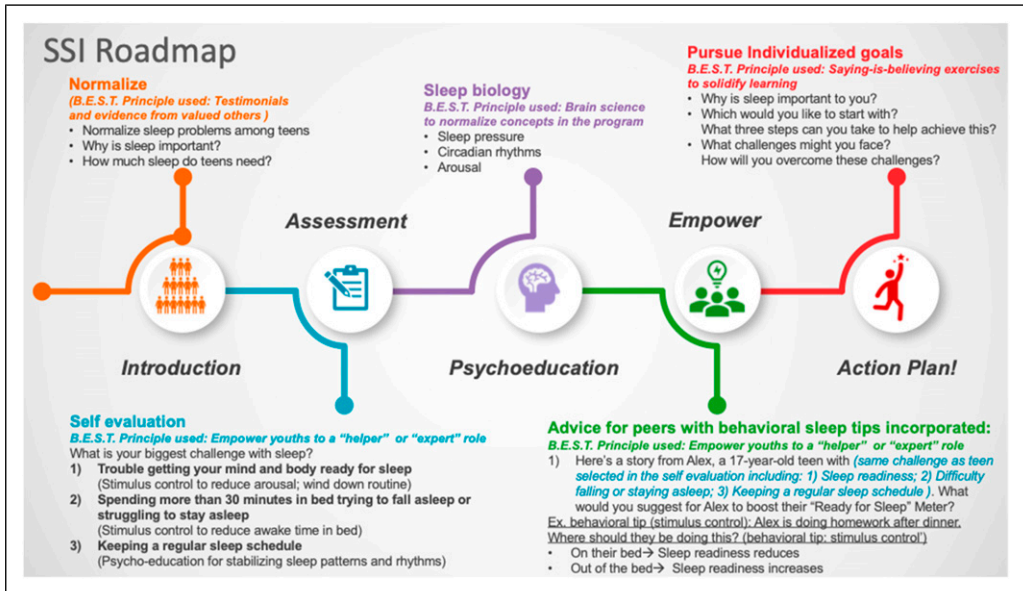 SSI Roadmap
Normalize
(B.E.S.T. Principle used: Testimonials
and evidence from valued others )
• Normalize sleep problems among teens
• Why is sleep important?
• How much sleep do teens need?
Sleep biology
B.E.S.T. Principle used: Brain science
to normalize concepts in the program
• Sleep pressure
• Circadian rhythms
• Arousal
Pursue Individualized goals
B.E.S.T. Principle used: Saying-is-believing exercises
to solidify learning
• Why is sleep important to you?
• Which would you like to start with?
What three steps can you take to help achieve this?
• What challenges might you face?
How will you overcome these challenges?
Assessment
Empower
Introduction
Psychoeducation
Action Plan!
Self evaluation
B.E.S.T. Principle used: Empower youths to a “helper” or “expert” role
What is your biggest challenge with sleep?
1) Trouble getting your mind and body ready for sleep
(Stimulus control to reduce arousal; wind down routine)
2) Spending more than 30 minutes in bed trying to fall asleep or
struggling to stay asleep
(Stimulus control to reduce awake time in bed)
3) Keeping a regular sleep schedule
(Psycho-education for stabilizing sleep patterns and rhythms)
Advice for peers with behavioral sleep tips incorporated:
B.E.S.T. Principle used: Empower youths to a “helper” or “expert” role
1) Here’s a story from Alex, a 17-year-old teen with (same challenge as teen
selected in the self evaluation including: 1) Sleep readiness; 2) Difficulty
falling or staying asleep; 3) Keeping a regular sleep schedule ). What
would you suggest for Alex to boost their “Ready for Sleep” Meter?
Ex. behavioral tip (stimulus control): Alex is doing homework after dinner.
Where should they be doing this? (behavioral tip: stimulus control’)
• On their bed→ Sleep readiness reduces
• Out of the bed→ Sleep readiness increases